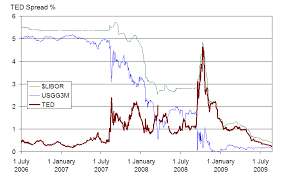 TED Spread %
6
5
4
3
2
1
0
$LIBOR
USGG3M
TED
1 July 2006
1 January 2007
1 July 2007
1 January 2008
1 July 2008
1 January 2009
1 July 2009